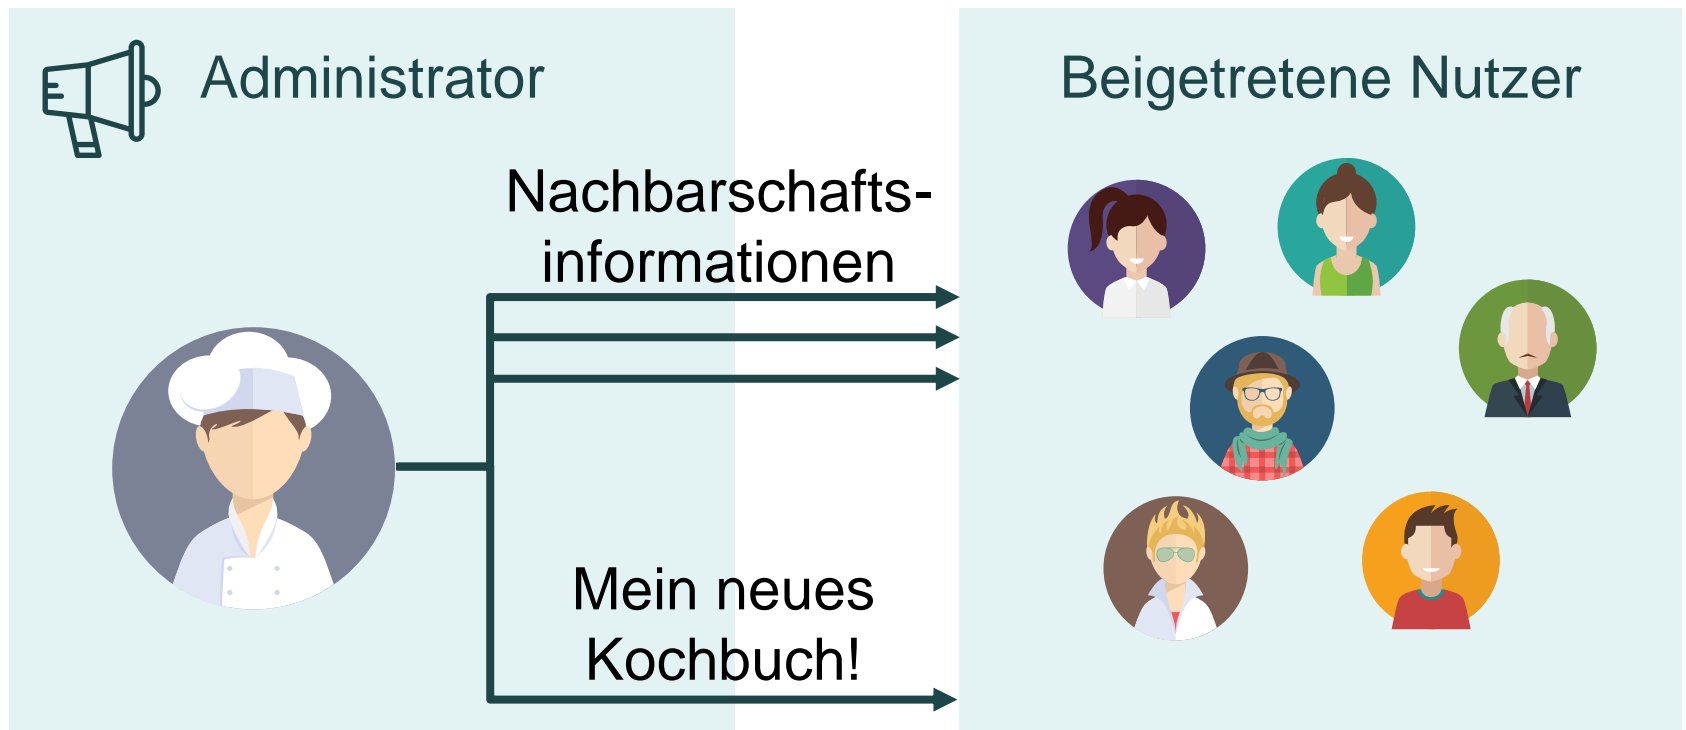 Administrator
Beigetretene Nutzer
Nachbarschafts-
informationen
Mein neues
Kochbuch!